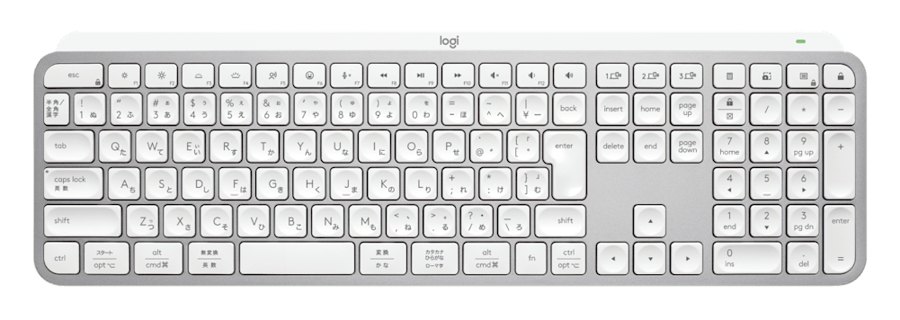 logi
esc F1 F2 F3 F4 F5 F6 F7 F8 F9 F10 F11 F12 1 2 3
半角/ 全角 漢字 ! 1 ぬ " 2 ふ # ぁ 3 あ $ ぅ 4 う % ぇ 5 え & ぉ 6 お ' ゃ 7 や ( ゅ 8 ゆ ) ょ 9 よ を 0 わ = - ほ ~ ^ へ | ¥ ー back insert home page up / * -
tab Q た W て E ぃ い R す T か Y ん U な I に O ら P せ ` @ ゛ { 「 [ ゜ enter delete end page down 7 home 8 ▲ 9 pg up +
caps lock 英数 A ち S と D し F は G き H く J ま K の L り + ; れ * : け } 」 ] む 4 ◄ 5 6 ►
shift Z っ つ X さ C そ V ひ B こ N み M も < 、 , ね > 。 . る ? ・ / め _ \ ろ shift ▲ 1 end 2 ▼ 3 pg dn enter =
ctrl スタート opt ⌥ alt cmd ⌘ 無変換 英数 変換 かな カタカナ ひらがな ローマ字 alt cmd ⌘ fn ctrl opt ⌥ ◄ ▼ ► 0 ins . del